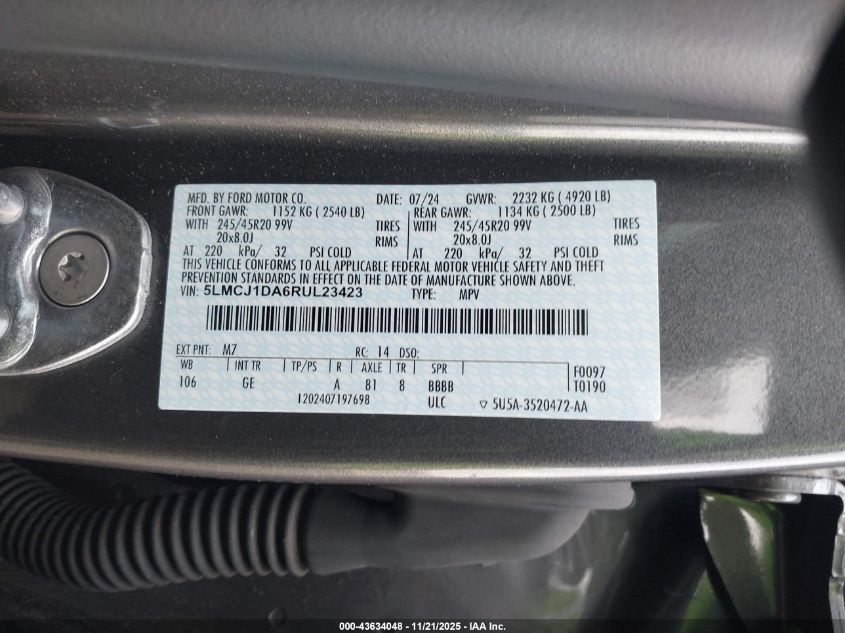 MFD. BY FORD MOTOR CO. DATE: 07/24 GVWR: 2232 KG ( 4920 LB)
FRONT GAWR: 1152 KG ( 2540 LB) REAR GAWR: 1134 KG ( 2500 LB)
WITH 245/45R20 99V TIRES WITH 245/45R20 99V TIRES
20x8.0J RIMS 20x8.0J RIMS
AT 220 kPa/ 32 PSI COLD AT 220 kPa/ 32 PSI COLD
THIS VEHICLE CONFORMS TO ALL APPLICABLE FEDERAL MOTOR VEHICLE SAFETY AND THEFT
PREVENTION STANDARDS IN EFFECT ON THE DATE OF MANUFACTURE SHOWN ABOVE.
VIN: 5LMCJ1DA6RUL23423 TYPE: MPV
EXT PNT: M7 RC: 14 DSO:
WB INT TR TP/PS R AXLE TR SPR F0097
106 GE A 81 8 BBBB T0190
1202407197698 ULC ▽ 5U5A-3520472-AA
000-43634048 - 11/21/2025 - IAA Inc.